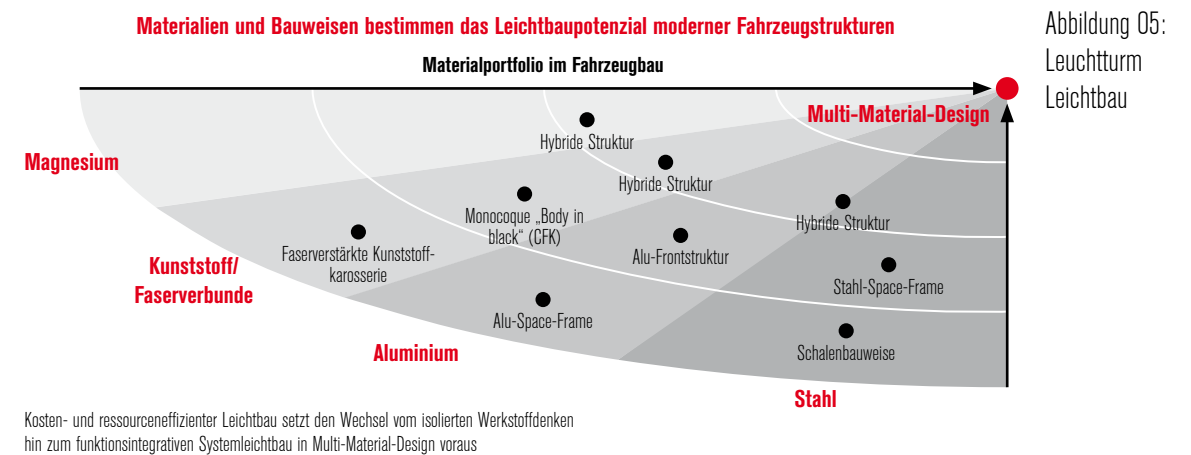 Materialien und Bauweisen bestimmen das Leichtbaupotenzial moderner Fahrzeugstrukturen
Abbildung 05:
Leuchtturm
Leichtbau
Materialportfolio im Fahrzeugbau
Multi-Material-Design
Hybride Struktur
Magnesium
Hybride Struktur
Monocoque „Body in
black“ (CFK)
Hybride Struktur
Faserverstärkte Kunststoff-
karosserie
Alu-Frontstruktur
Kunststoff/
Faserverbunde
Stahl-Space-Frame
Alu-Space-Frame
Aluminium
Schalenbauweise
Stahl
Kosten- und ressourceneffizienter Leichtbau setzt den Wechsel vom isolierten Werkstoffdenken
hin zum funktionsintegrativen Systemleichtbau in Multi-Material-Design voraus